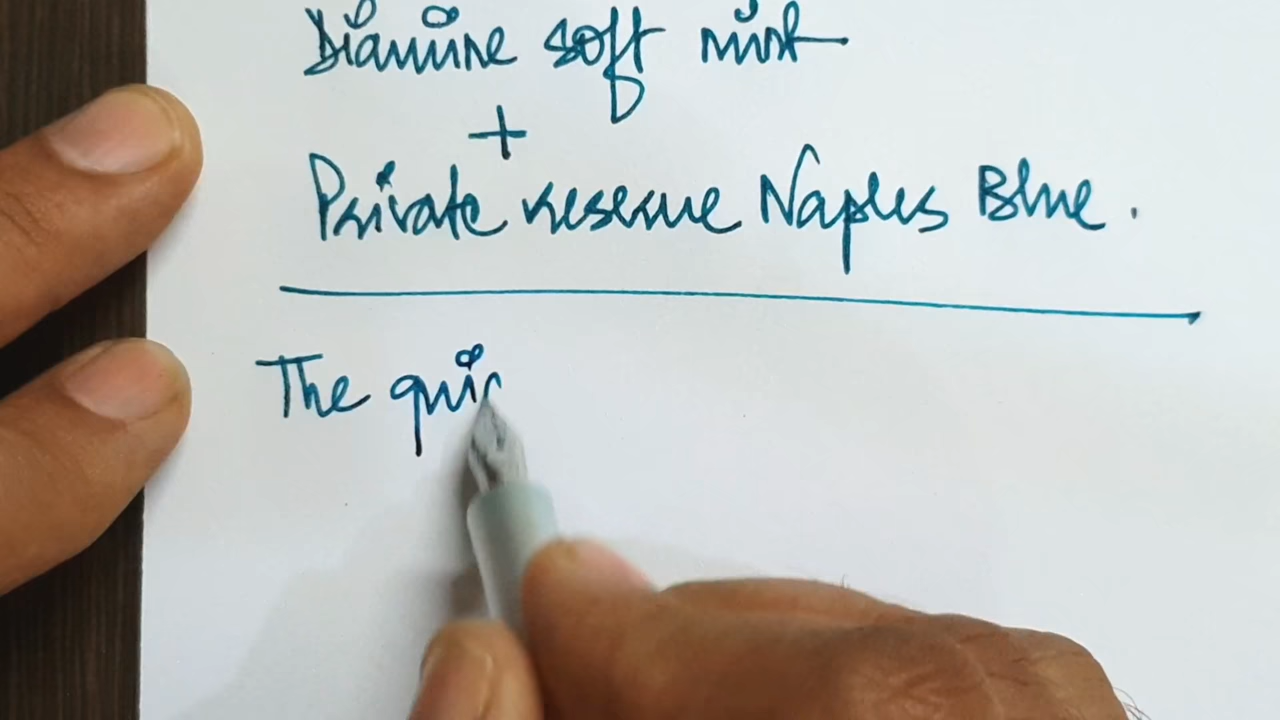 Diamine soft mint
+
Private reserve Naples Blue.
The quic